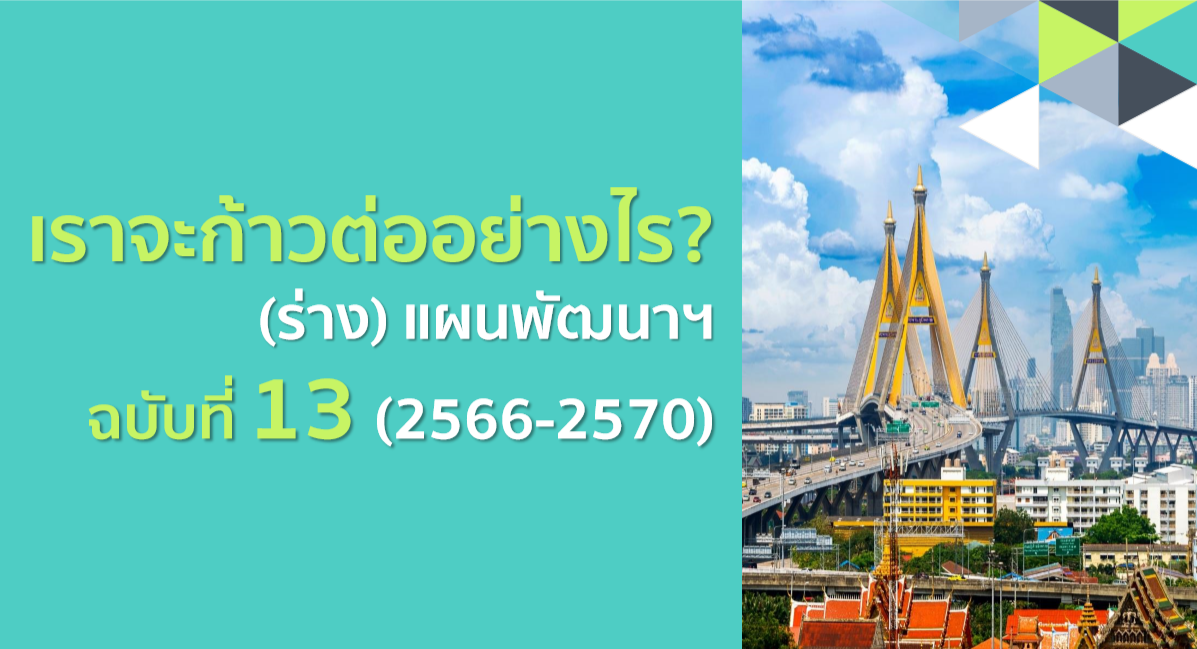 เราจะก้าวต่ออย่างไร?
(ร่าง) แผนพัฒนาฯ
ฉบับที่ 13 (2566-2570)